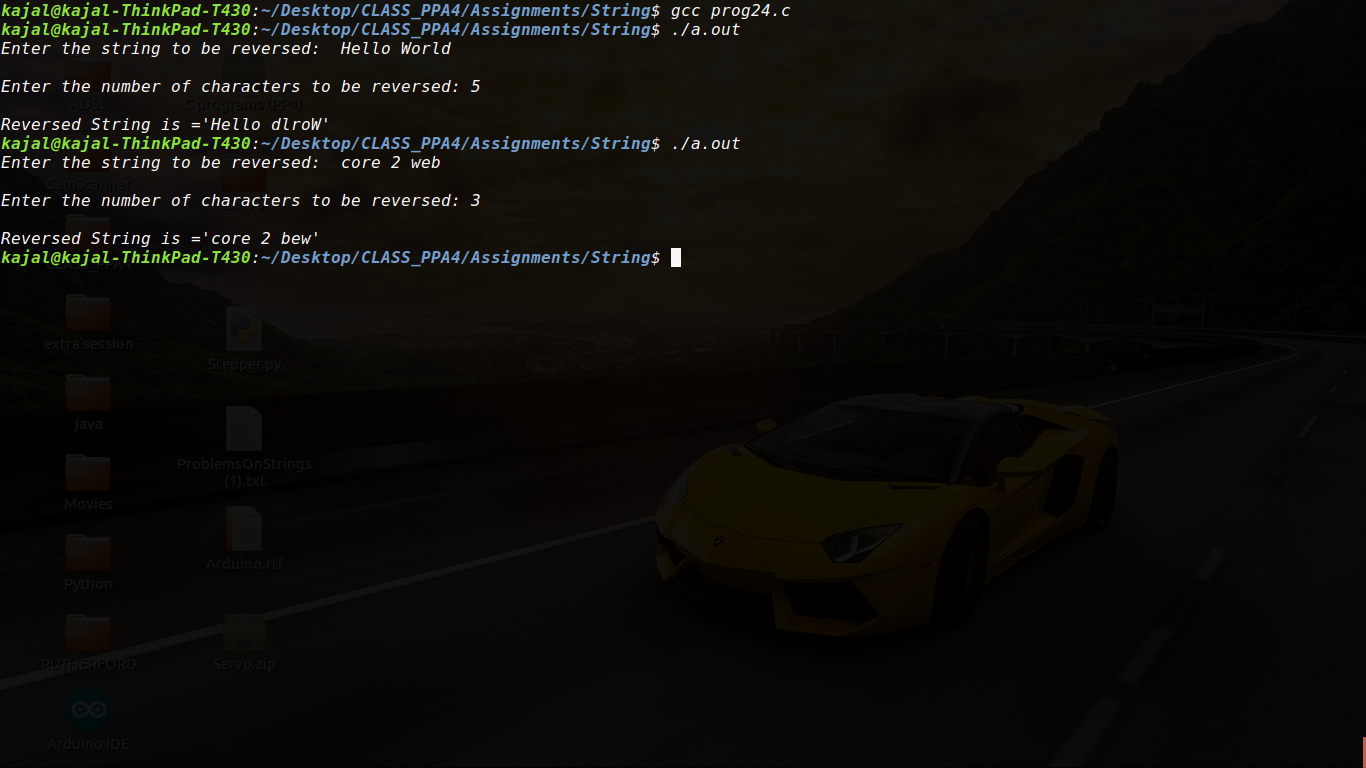 kajal@kajal-ThinkPad-T430:~/Desktop/CLASS_PPA4/Assignments/String$ gcc prog24.c
kajal@kajal-ThinkPad-T430:~/Desktop/CLASS_PPA4/Assignments/String$ ./a.out
Enter the string to be reversed:  Hello World
Enter the number of characters to be reversed: 5
ADSL
C programs (PP4).
Reversed String is ='Hello dlroW'
kajal@kajal-ThinkPad-T430:~/Desktop/CLASS_PPA4/Assignments/String$ ./a.out
Enter the string to be reversed:  core 2 web
CamScanner
Enter the number of characters to be reversed: 3
Reversed String is ='core 2 bew'
kajal@kajal-ThinkPad-T430:~/Desktop/CLASS_PPA4/Assignments/String$
extra session
Stepper.py
java
ProblemsOnStrings
(1).txt
Movies
Arduino.rtf
Python
RUTHERFORD
Servo.zip
Arduino IDE